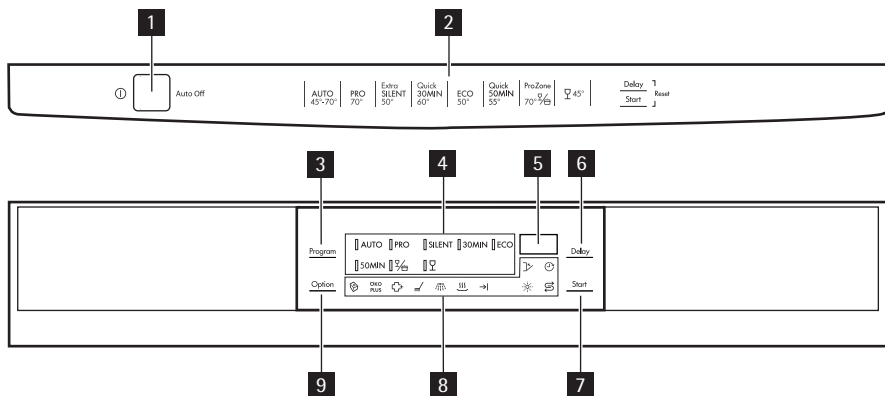 1
2
Auto Off
AUTO
45°-70°
PRO
70°
Extra
SILENT
50°
Quick
30MIN
60°
ECO
50°
Quick
50MIN
55°
ProZone
70°
45°
Delay
Start
Reset
3
4
5
6
Program
AUTO PRO SILENT 30MIN ECO
50MIN
Delay
Option
ÖKO
PLUS
Start
9
8
7